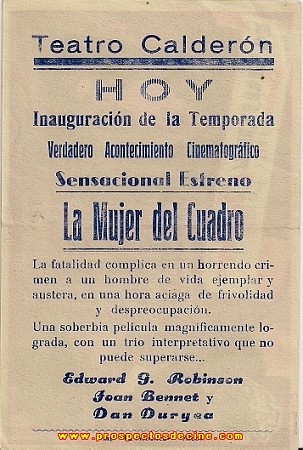 Teatro Calderón
HOY
Inauguración de la Temporada
Verdadero Acontecimiento Cinematográfico
Sensacional Estreno
La Mujer del Cuadro
La fatalidad complica en un horrendo cri-
men a un hombre de vida ejemplar y
austera, en una hora aciaga de frivolidad
y despreocupación.
Una soberbia película magníficamente lo-
grada, con un trío interpretativo que no
puede superarse...
Edward G. Robinson
Joan Bennet y
Dan Duryea
www.prospectosdecine.com